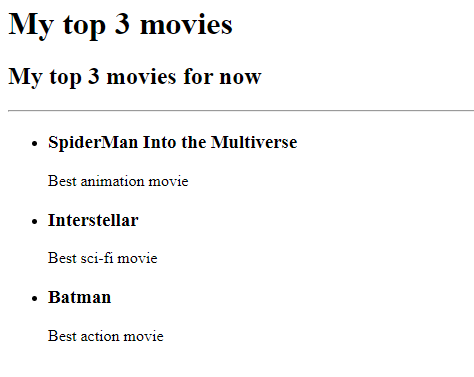 My top 3 movies
My top 3 movies for now
SpiderMan Into the Multiverse
Best animation movie
Interstellar
Best sci-fi movie
Batman
Best action movie